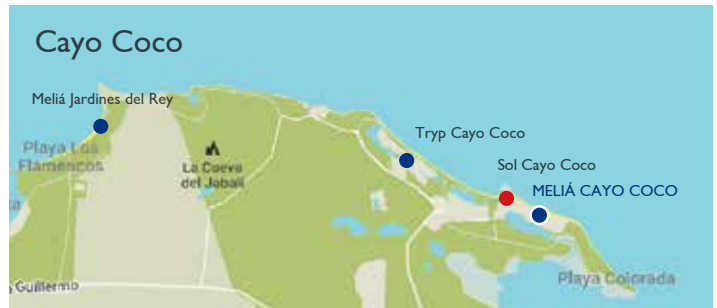 Cayo Coco
Meliá Jardines del Rey
Playa Los
Flamencos
La Cueva
del Jabalí
Tryp Cayo Coco
Sol Cayo Coco
MELIÁ CAYO COCO
Playa Colorada
Guillermo